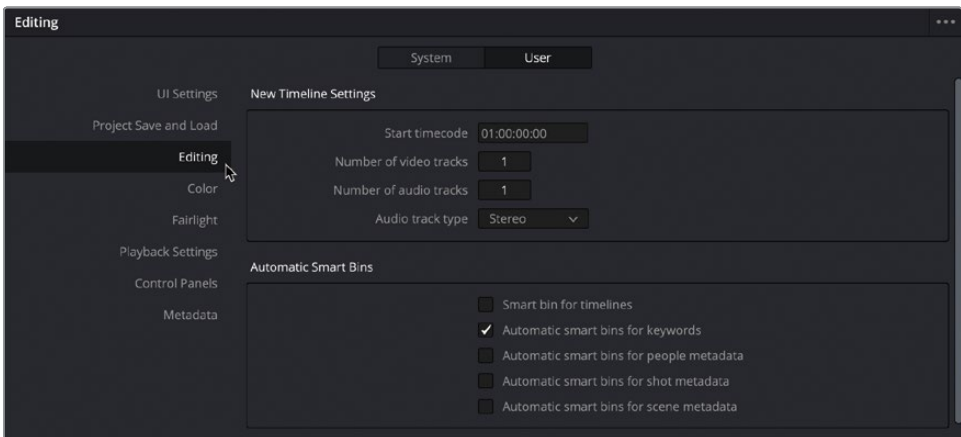 Editing
System User
UI Settings
Project Save and Load
Editing
Color
Fairlight
Playback Settings
Control Panels
Metadata
New Timeline Settings
Start timecode 01:00:00:00
Number of video tracks 1
Number of audio tracks 1
Audio track type Stereo
Automatic Smart Bins
Smart bin for timelines
Automatic smart bins for keywords
Automatic smart bins for people metadata
Automatic smart bins for shot metadata
Automatic smart bins for scene metadata